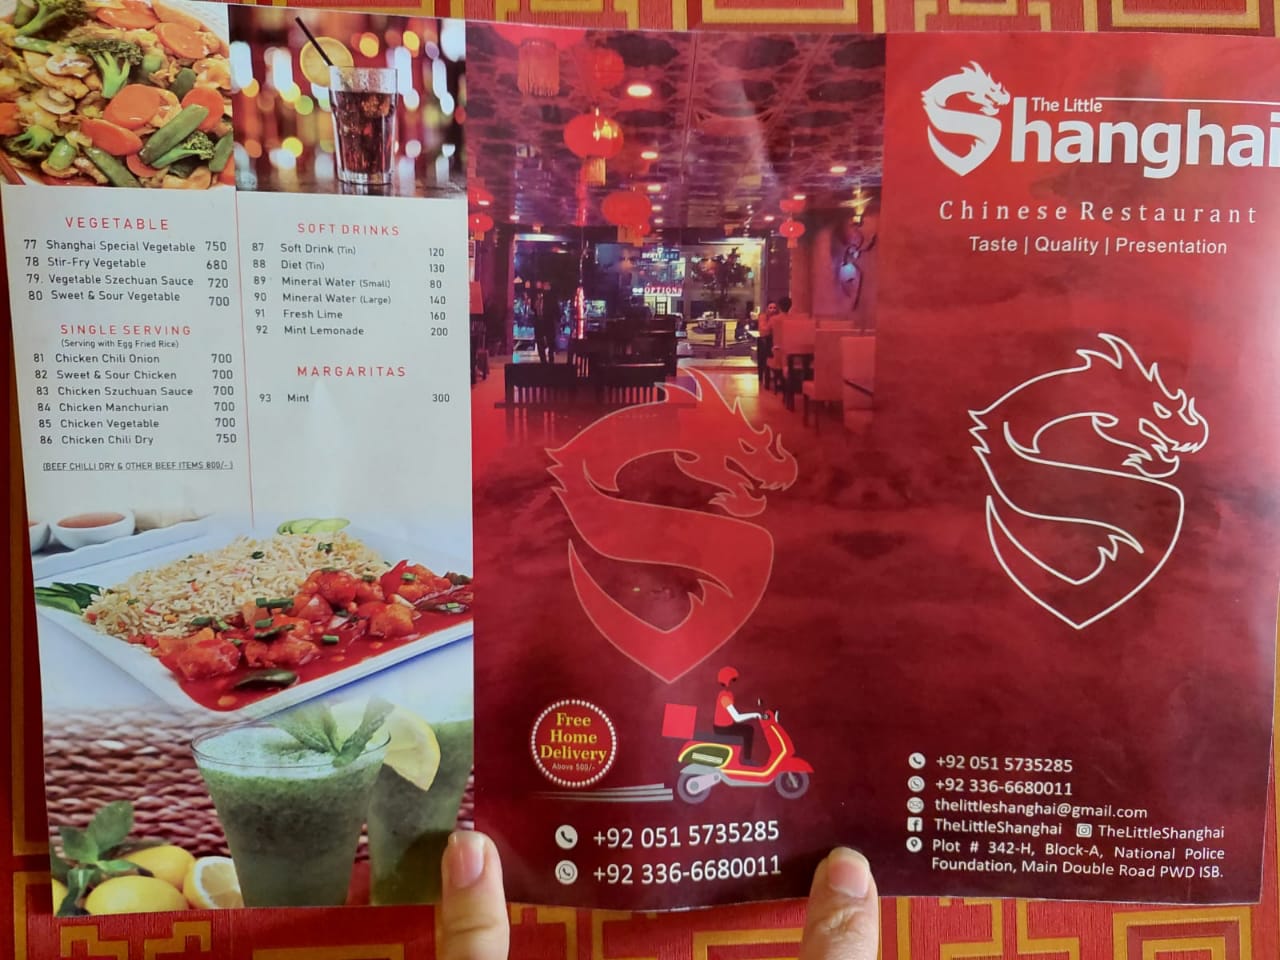 VEGETABLE
77 Shanghai Special Vegetable 750
78 Stir-Fry Vegetable 680
79. Vegetable Szechuan Sauce 720
80 Sweet & Sour Vegetable 700
SINGLE SERVING
(Serving with Egg Fried Rice)
81 Chicken Chili Onion 700
82 Sweet & Sour Chicken 700
83 Chicken Szuchuan Sauce 700
84 Chicken Manchurian 700
85 Chicken Vegetable 700
86 Chicken Chili Dry 750
(BEEF CHILLI DRY & OTHER BEEF ITEMS 800/-)
SOFT DRINKS
87 Soft Drink (Tin) 120
88 Diet (Tin) 130
89 Mineral Water (Small) 80
90 Mineral Water (Large) 140
91 Fresh Lime 160
92 Mint Lemonade 200
MARGARITAS
93 Mint 300
OPTIONS
Free
Home
Delivery
Above 500/-
+92 051 5735285
+92 336-6680011
The Little
Shanghai
Chinese Restaurant
Taste | Quality | Presentation
+92 051 5735285
+92 336-6680011
thelittleshanghai@gmail.com
TheLittleShanghai TheLittleShanghai
Plot # 342-H, Block-A, National Police
Foundation, Main Double Road PWD ISB.